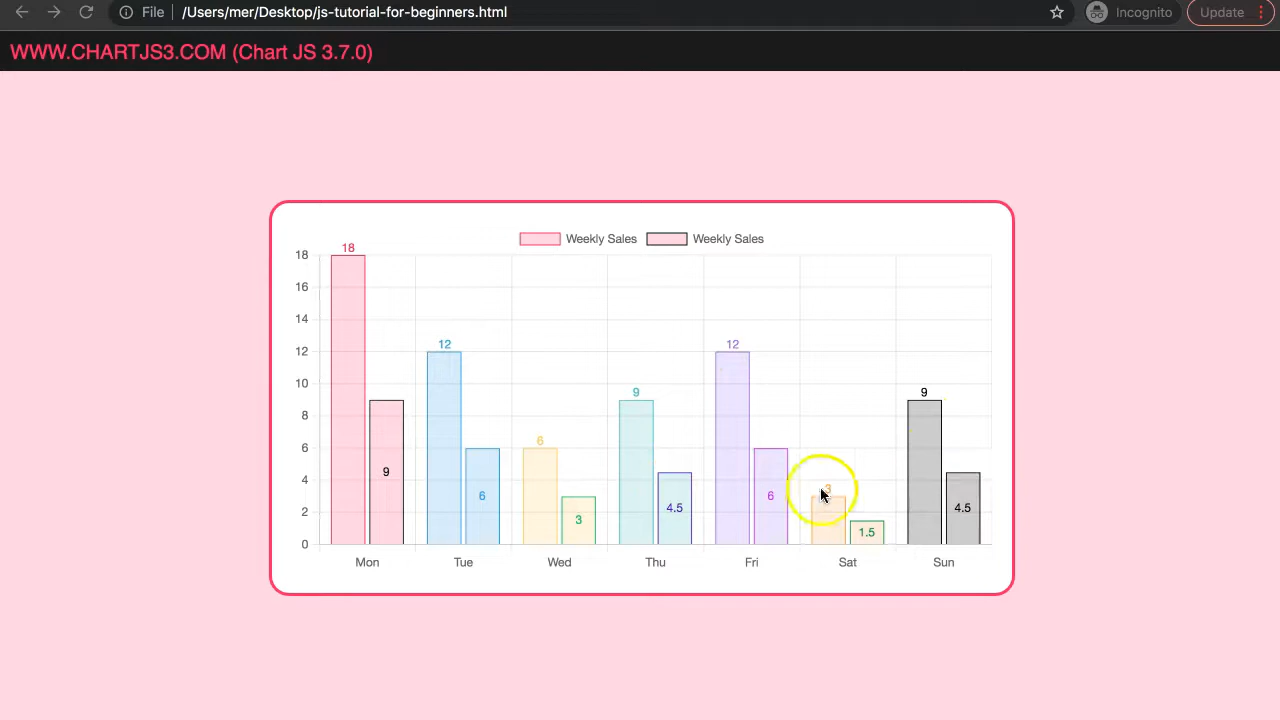 File
/Users/mer/Desktop/js-tutorial-for-beginners.html
Incognito
Update
WWW.CHARTJS3.COM (Chart JS 3.7.0)
Weekly Sales
Weekly Sales
18
16
14
12
10
8
6
4
2
0
18
9
12
6
6
3
9
4.5
12
6
3
1.5
9
4.5
Mon
Tue
Wed
Thu
Fri
Sat
Sun